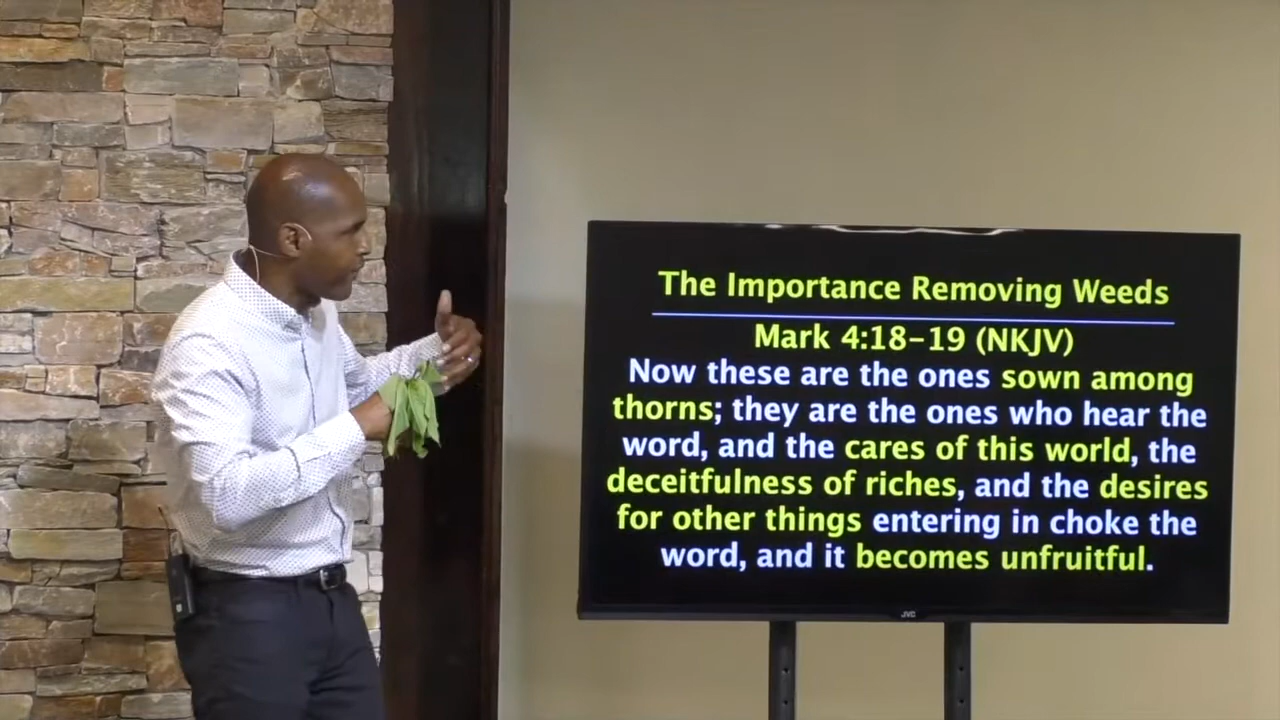 The Importance Removing Weeds
Mark 4:18-19 (NKJV)
Now these are the ones sown among
thorns; they are the ones who hear the
word, and the cares of this world, the
deceitfulness of riches, and the desires
for other things entering in choke the
word, and it becomes unfruitful.
JVC